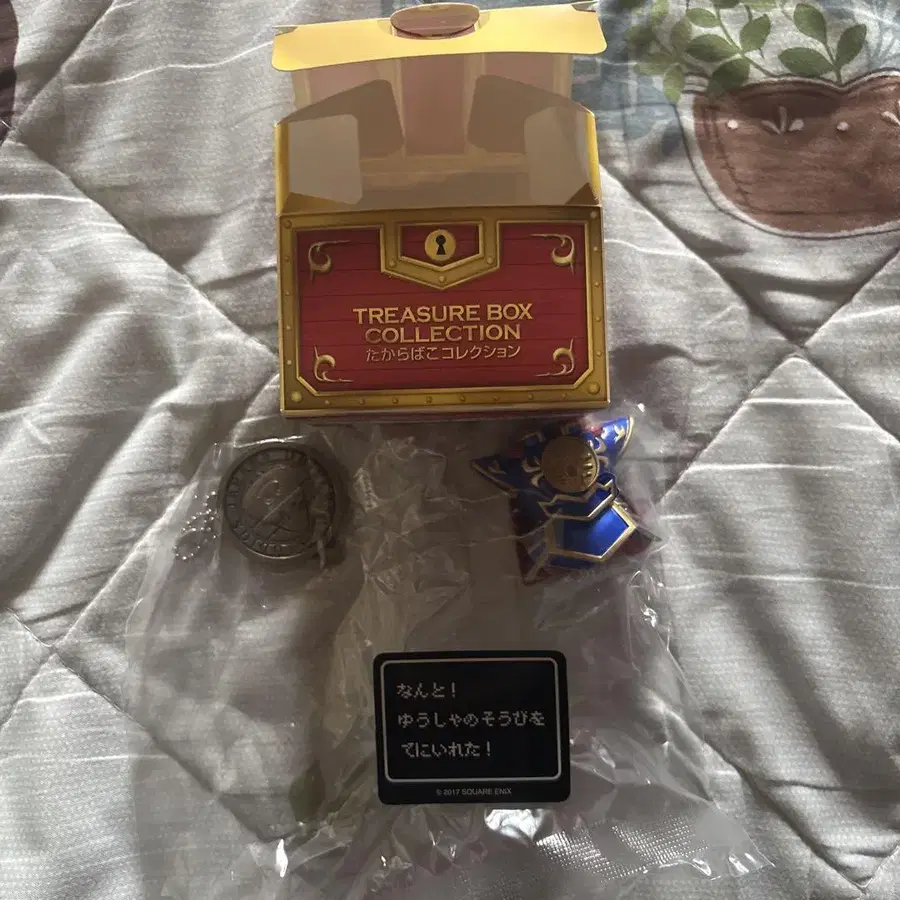 TREASURE BOX
COLLECTION
たからばこコレクション
なんと！
ゆうしゃのそうびを
てにいれた！
© 2017 SQUARE ENIX